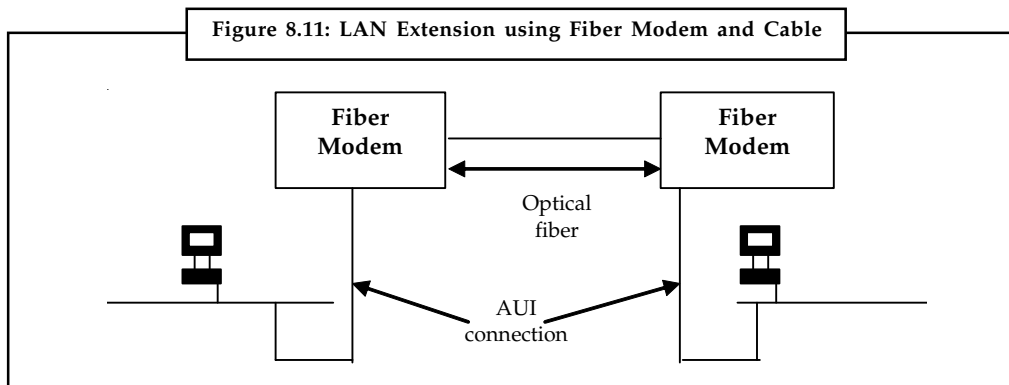 Figure 8.11: LAN Extension using Fiber Modem and Cable
Fiber
Modem
Fiber
Modem
Optical
fiber
AUI
connection